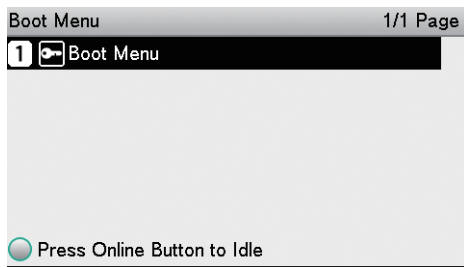 Boot Menu 1/1 Page
1 Boot Menu
Press Online Button to Idle